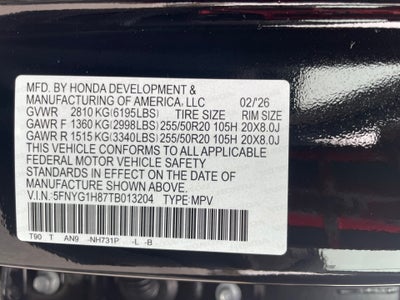 MFD. BY HONDA DEVELOPMENT &
MANUFACTURING OF AMERICA, LLC 02/'26
GVWR 2810 KG(6195LBS) TIRE SIZE RIM SIZE
GAWR F 1360 KG(2998LBS) 255/50R20 105H 20X8.0J
GAWR R 1515 KG(3340LBS) 255/50R20 105H 20X8.0J
THIS VEHICLE CONFORMS TO ALL APPLICABLE
FEDERAL MOTOR VEHICLE SAFETY
STANDARDS IN EFFECT ON THE
DATE OF MANUFACTURE SHOWN ABOVE.
V.I.N. 5FNYG1H87TB013204 TYPE: MPV
T90 T AN9 -NH731P -L -B